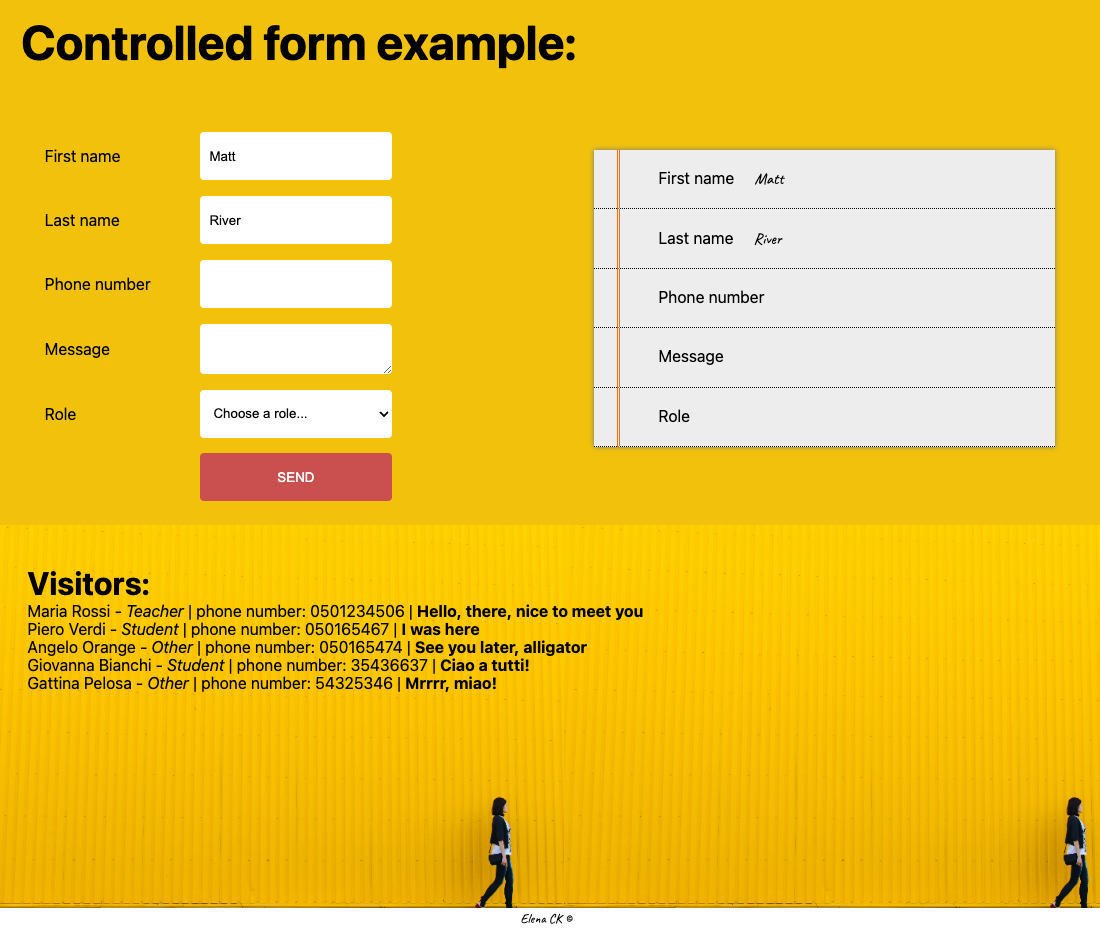 Controlled form example:
First name
Matt
Last name
River
Phone number
Message
Role
Choose a role...
SEND
First name Matt
Last name River
Phone number
Message
Role
Visitors:
Maria Rossi - Teacher | phone number: 0501234506 | Hello, there, nice to meet you
Piero Verdi - Student | phone number: 050165467 | I was here
Angelo Orange - Other | phone number: 050165474 | See you later, alligator
Giovanna Bianchi - Student | phone number: 35436637 | Ciao a tutti!
Gattina Pelosa - Other | phone number: 54325346 | Mrrrr, miao!
Elena CK ©